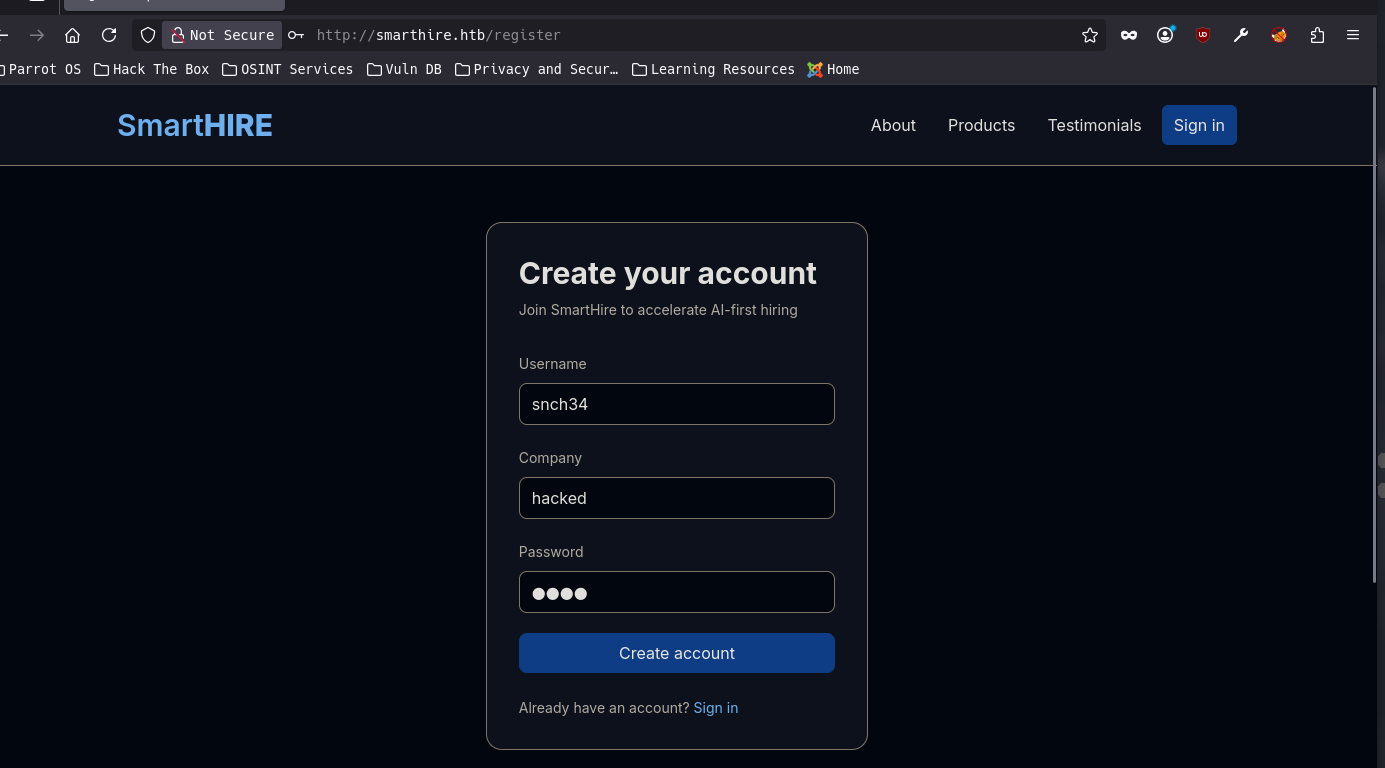 Not Secure http://smarthire.htb/register
Parrot OS Hack The Box OSINT Services Vuln DB Privacy and Secur… Learning Resources Home
SmartHIRE About Products Testimonials Sign in
Create your account
Join SmartHire to accelerate AI-first hiring
Username
snch34
Company
hacked
Password
●●●●
Create account
Already have an account? Sign in